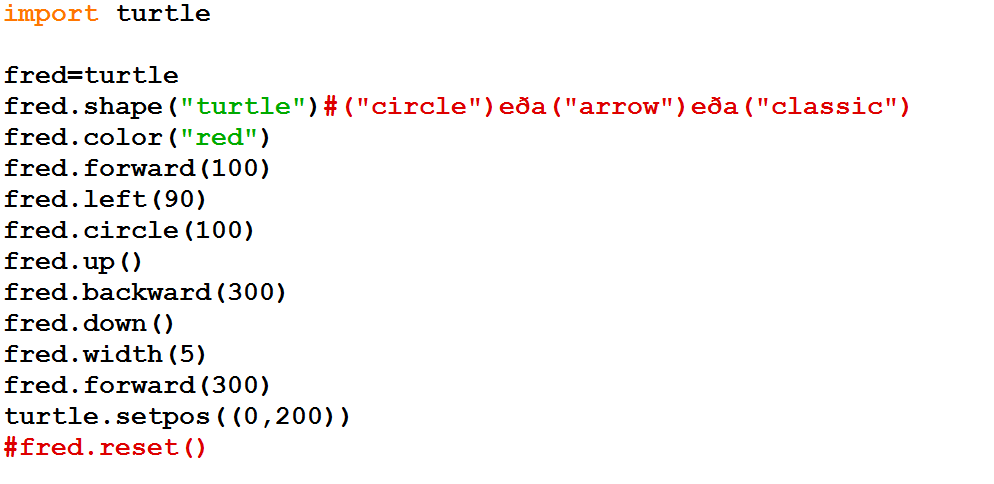 import turtle
fred=turtle
fred.shape("turtle")#("circle")eða("arrow")eða("classic")
fred.color("red")
fred.forward(100)
fred.left(90)
fred.circle(100)
fred.up()
fred.backward(300)
fred.down()
fred.width(5)
fred.forward(300)
turtle.setpos((0,200))
#fred.reset()